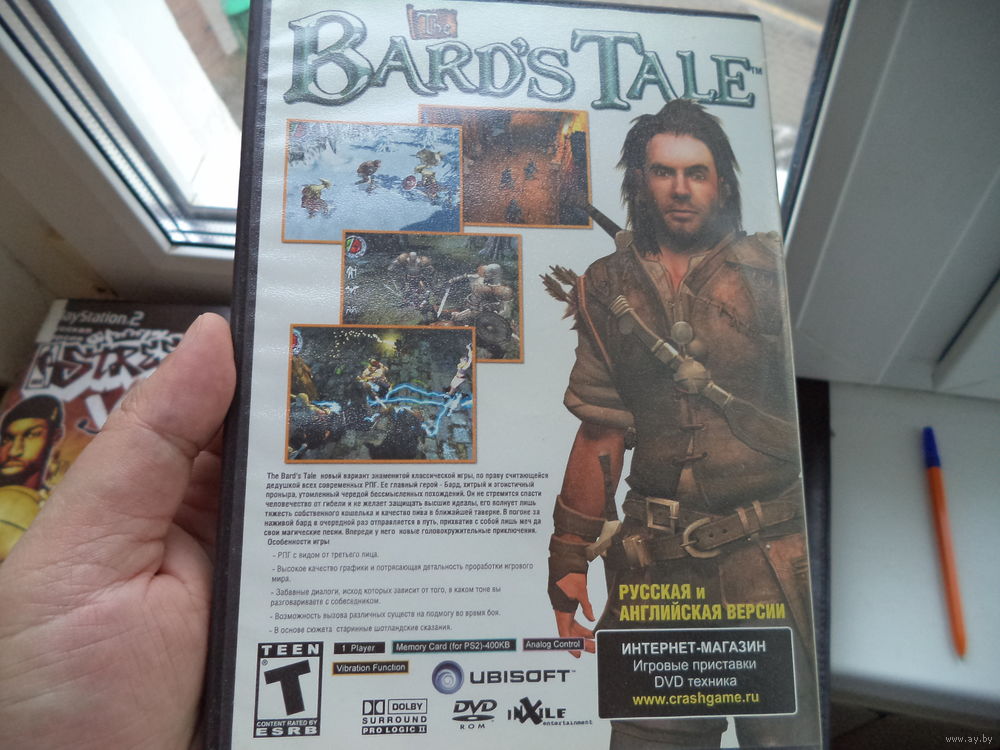 The
BARD'S TALE™
PlayStation 2
STREE
The Bard's Tale новый вариант знаменитой классической игры, по праву считающейся
дедушкой всех современных РПГ. Ее главный герой - Бард, хитрый и эгоистичный
проныра, утомленный чередой бессмысленных похождений. Он не стремится спасти
человечество от гибели и не желает защищать высшие идеалы, его волнует лишь
тяжесть собственного кошелька и качество пива в ближайшей таверне. В погоне за
наживой бард в очередной раз отправляется в путь, прихватив с собой лишь меч да
свои магические песни. Впереди у него новые головокружительные приключения.
Особенности игры
- РПГ с видом от третьего лица.
- Высокое качество графики и потрясающая детальность проработки игрового
мира.
- Забавные диалоги, исход которых зависит от того, в каком тоне вы
разговариваете с собеседником.
- Возможность вызова различных существ на подмогу во время боя.
- В основе сюжета старинные шотландские сказания.
РУССКАЯ и
АНГЛИЙСКАЯ ВЕРСИИ
TEEN
T
®
CONTENT RATED BY
ESRB
1 Player
Memory Card (for PS2)-400KB
Analog Control
Vibration Function
UBISOFT™
DOLBY
SURROUND
PRO LOGIC II
DVD
ROM
INXILE
entertainment
ИНТЕРНЕТ-МАГАЗИН
Игровые приставки
DVD техника
www.crashgame.ru
www.ay.by